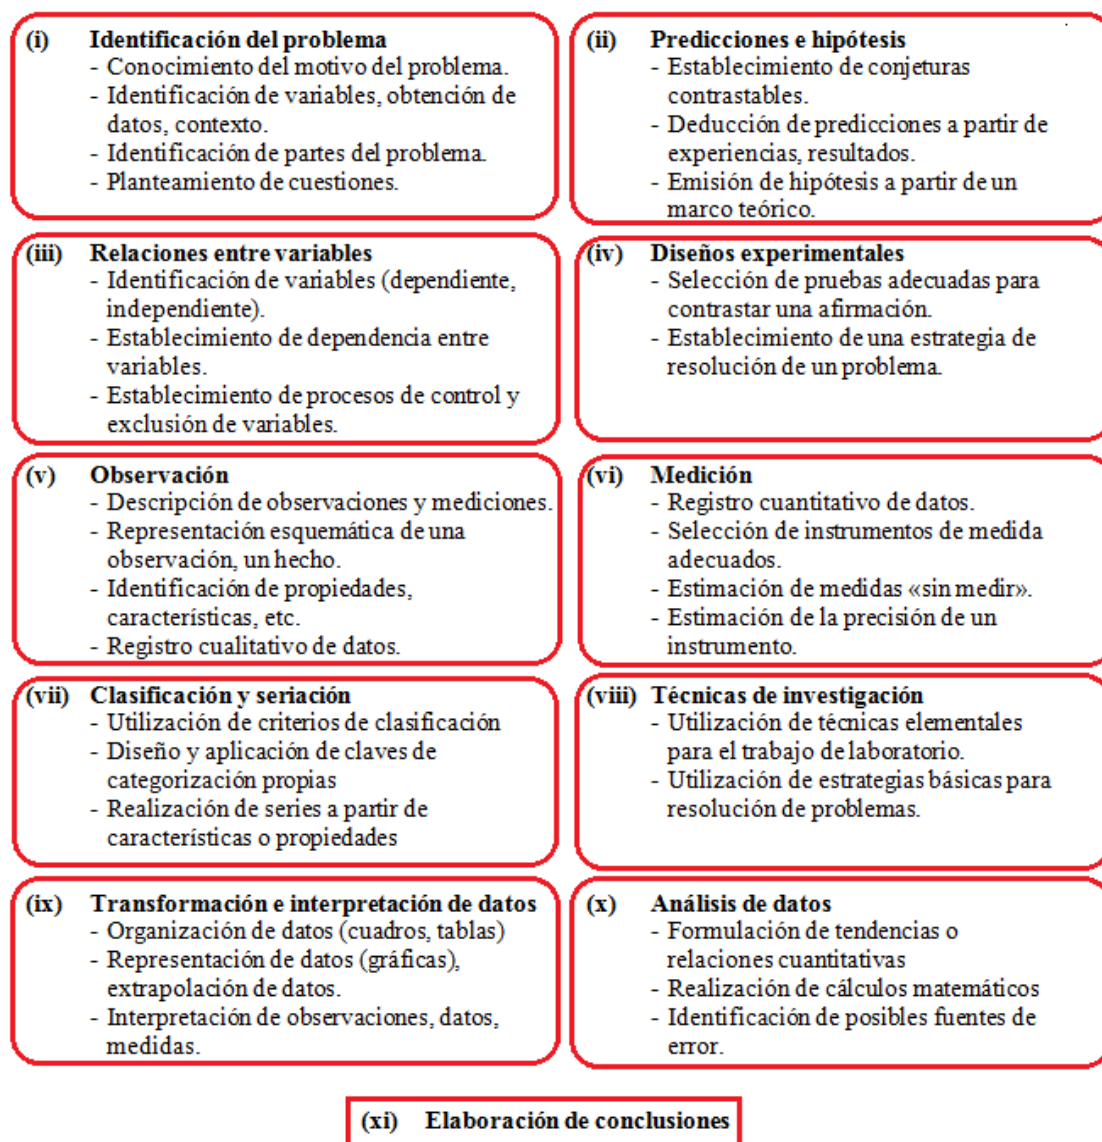 (i) Identificación del problema
- Conocimiento del motivo del problema.
- Identificación de variables, obtención de
datos, contexto.
- Identificación de partes del problema.
- Planteamiento de cuestiones.
(ii) Predicciones e hipótesis
- Establecimiento de conjeturas
contrastables.
- Deducción de predicciones a partir de
experiencias, resultados.
- Emisión de hipótesis a partir de un
marco teórico.
(iii) Relaciones entre variables
- Identificación de variables (dependiente,
independiente).
- Establecimiento de dependencia entre
variables.
- Establecimiento de procesos de control y
exclusión de variables.
(iv) Diseños experimentales
- Selección de pruebas adecuadas para
contrastar una afirmación.
- Establecimiento de una estrategia de
resolución de un problema.
(v) Observación
- Descripción de observaciones y mediciones.
- Representación esquemática de una
observación, un hecho.
- Identificación de propiedades,
características, etc.
- Registro cualitativo de datos.
(vi) Medición
- Registro cuantitativo de datos.
- Selección de instrumentos de medida
adecuados.
- Estimación de medidas «sin medir».
- Estimación de la precisión de un
instrumento.
(vii) Clasificación y seriación
- Utilización de criterios de clasificación
- Diseño y aplicación de claves de
categorización propias
- Realización de series a partir de
características o propiedades
(viii) Técnicas de investigación
- Utilización de técnicas elementales
para el trabajo de laboratorio.
- Utilización de estrategias básicas para
resolución de problemas.
(ix) Transformación e interpretación de datos
- Organización de datos (cuadros, tablas)
- Representación de datos (gráficas),
extrapolación de datos.
- Interpretación de observaciones, datos,
medidas.
(x) Análisis de datos
- Formulación de tendencias o
relaciones cuantitativas
- Realización de cálculos matemáticos
- Identificación de posibles fuentes de
error.
(xi) Elaboración de conclusiones